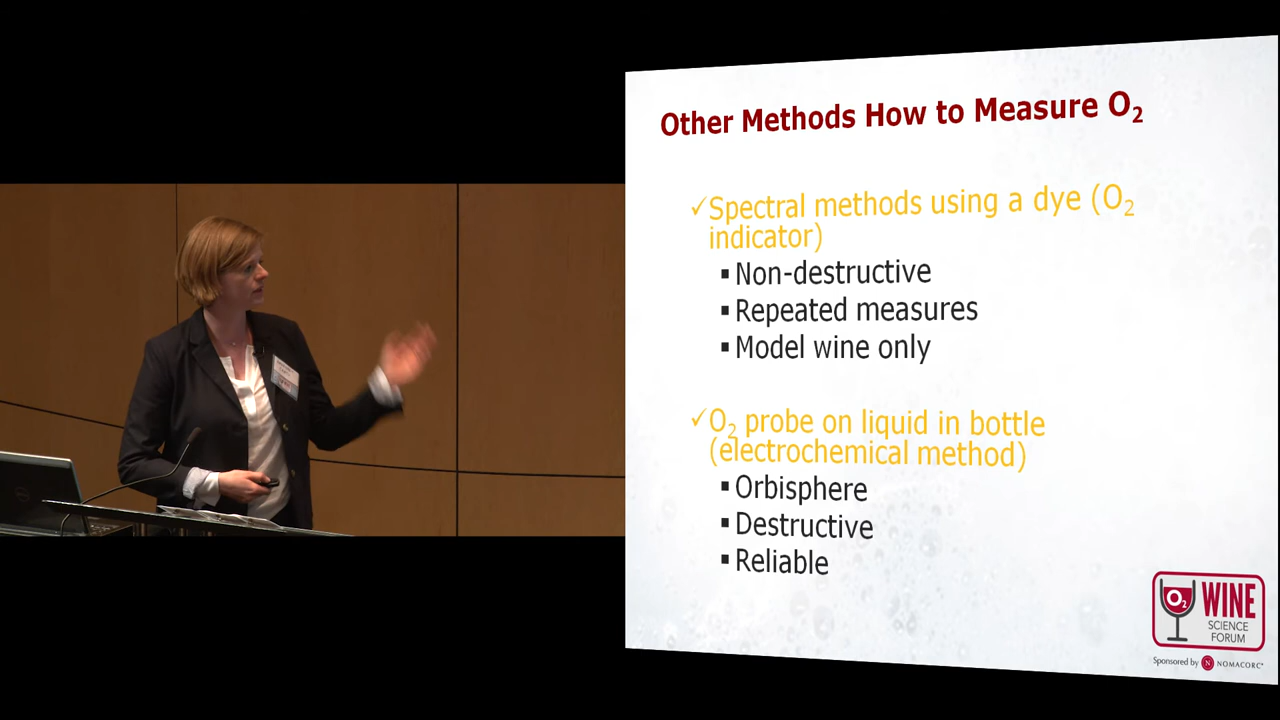 Other Methods How to Measure O₂
✓Spectral methods using a dye (O₂
indicator)
▪Non-destructive
▪Repeated measures
▪Model wine only
✓O₂ probe on liquid in bottle
(electrochemical method)
▪Orbisphere
▪Destructive
▪Reliable
O₂
WINE
SCIENCE
FORUM
Sponsored by N NOMACORC